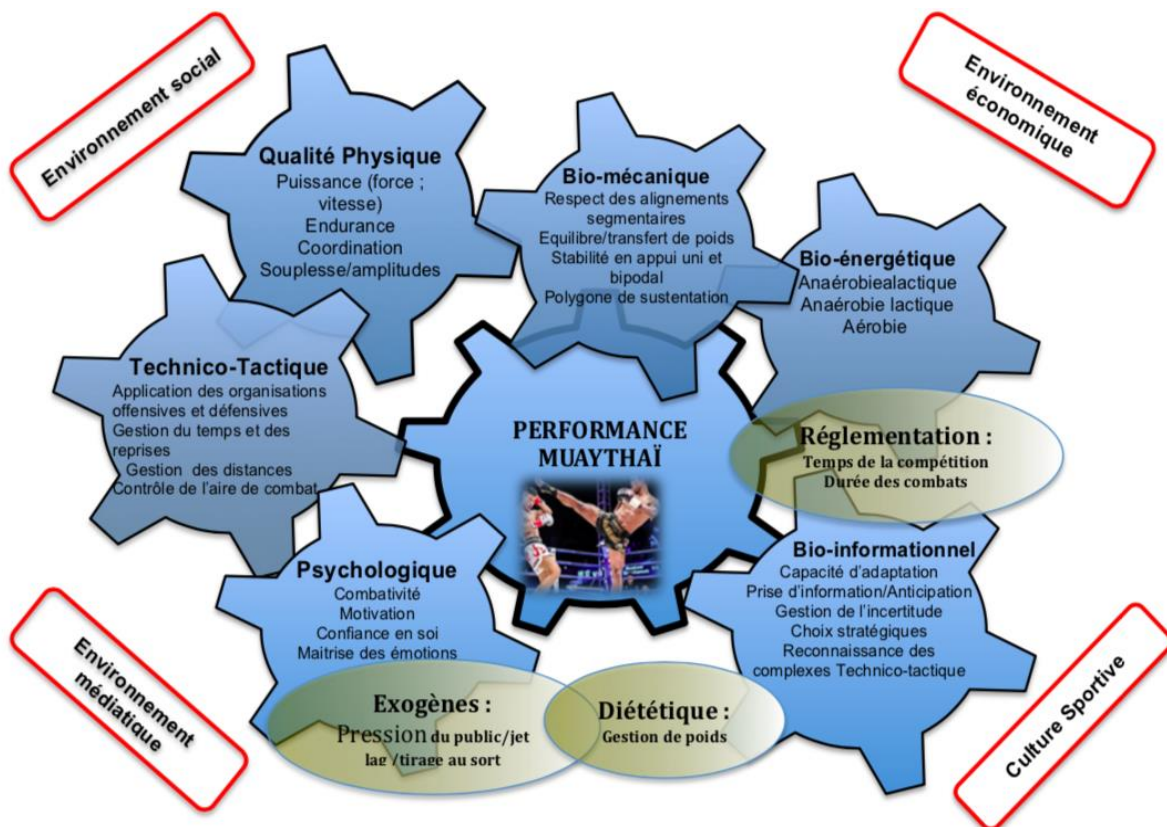 Environnement social
Environnement
économique
Qualité Physique
Puissance (force ;
vitesse)
Endurance
Coordination
Souplesse/amplitudes
Bio-mécanique
Respect des alignements
segmentaires
Equilibre/transfert de poids
Stabilité en appui uni et
bipodal
Polygone de sustentation
Bio-énergétique
Anaérobiealactique
Anaérobie lactique
Aérobie
Technico-Tactique
Application des organisations
offensives et défensives
Gestion du temps et des
reprises
Gestion des distances
Contrôle de l'aire de combat
PERFORMANCE
MUAYTHAÏ
Réglementation :
Temps de la compétition
Durée des combats
Psychologique
Combativité
Motivation
Confiance en soi
Maitrise des émotions
Bio-informationnel
Capacité d'adaptation
Prise d'information/Anticipation
Gestion de l'incertitude
Choix stratégiques
Reconnaissance des
complexes Technico-tactique
Exogènes :
Pression du public/jet
lag /tirage au sort
Diététique :
Gestion de poids
Environnement
médiatique
Culture Sportive